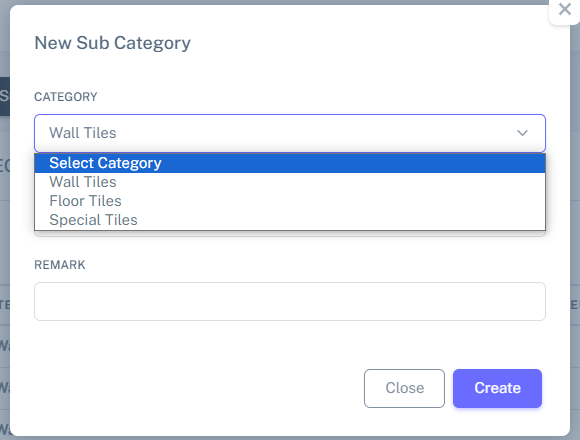 New Sub Category
CATEGORY
Wall Tiles
Select Category
Wall Tiles
Floor Tiles
Special Tiles
REMARK
Close
Create